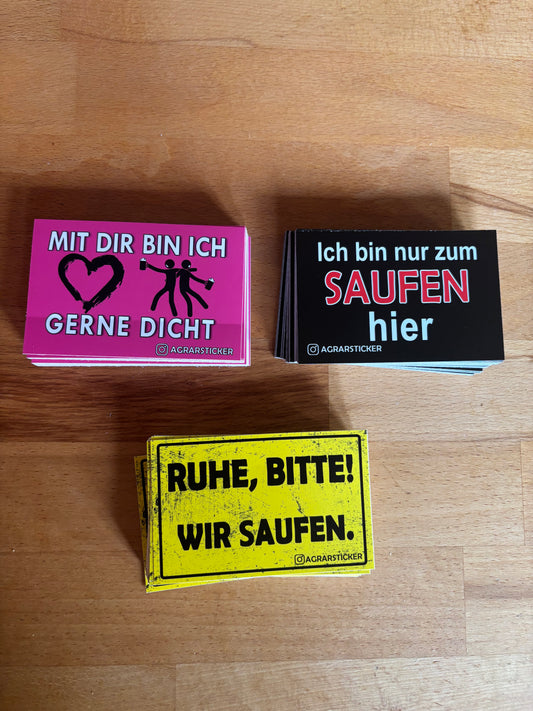 MIT DIR BIN ICH
GERNE DICHT
AGRARSTICKER
Ich bin nur zum
SAUFEN
hier
AGRARSTICKER
RUHE, BITTE!
WIR SAUFEN.
AGRARSTICKER